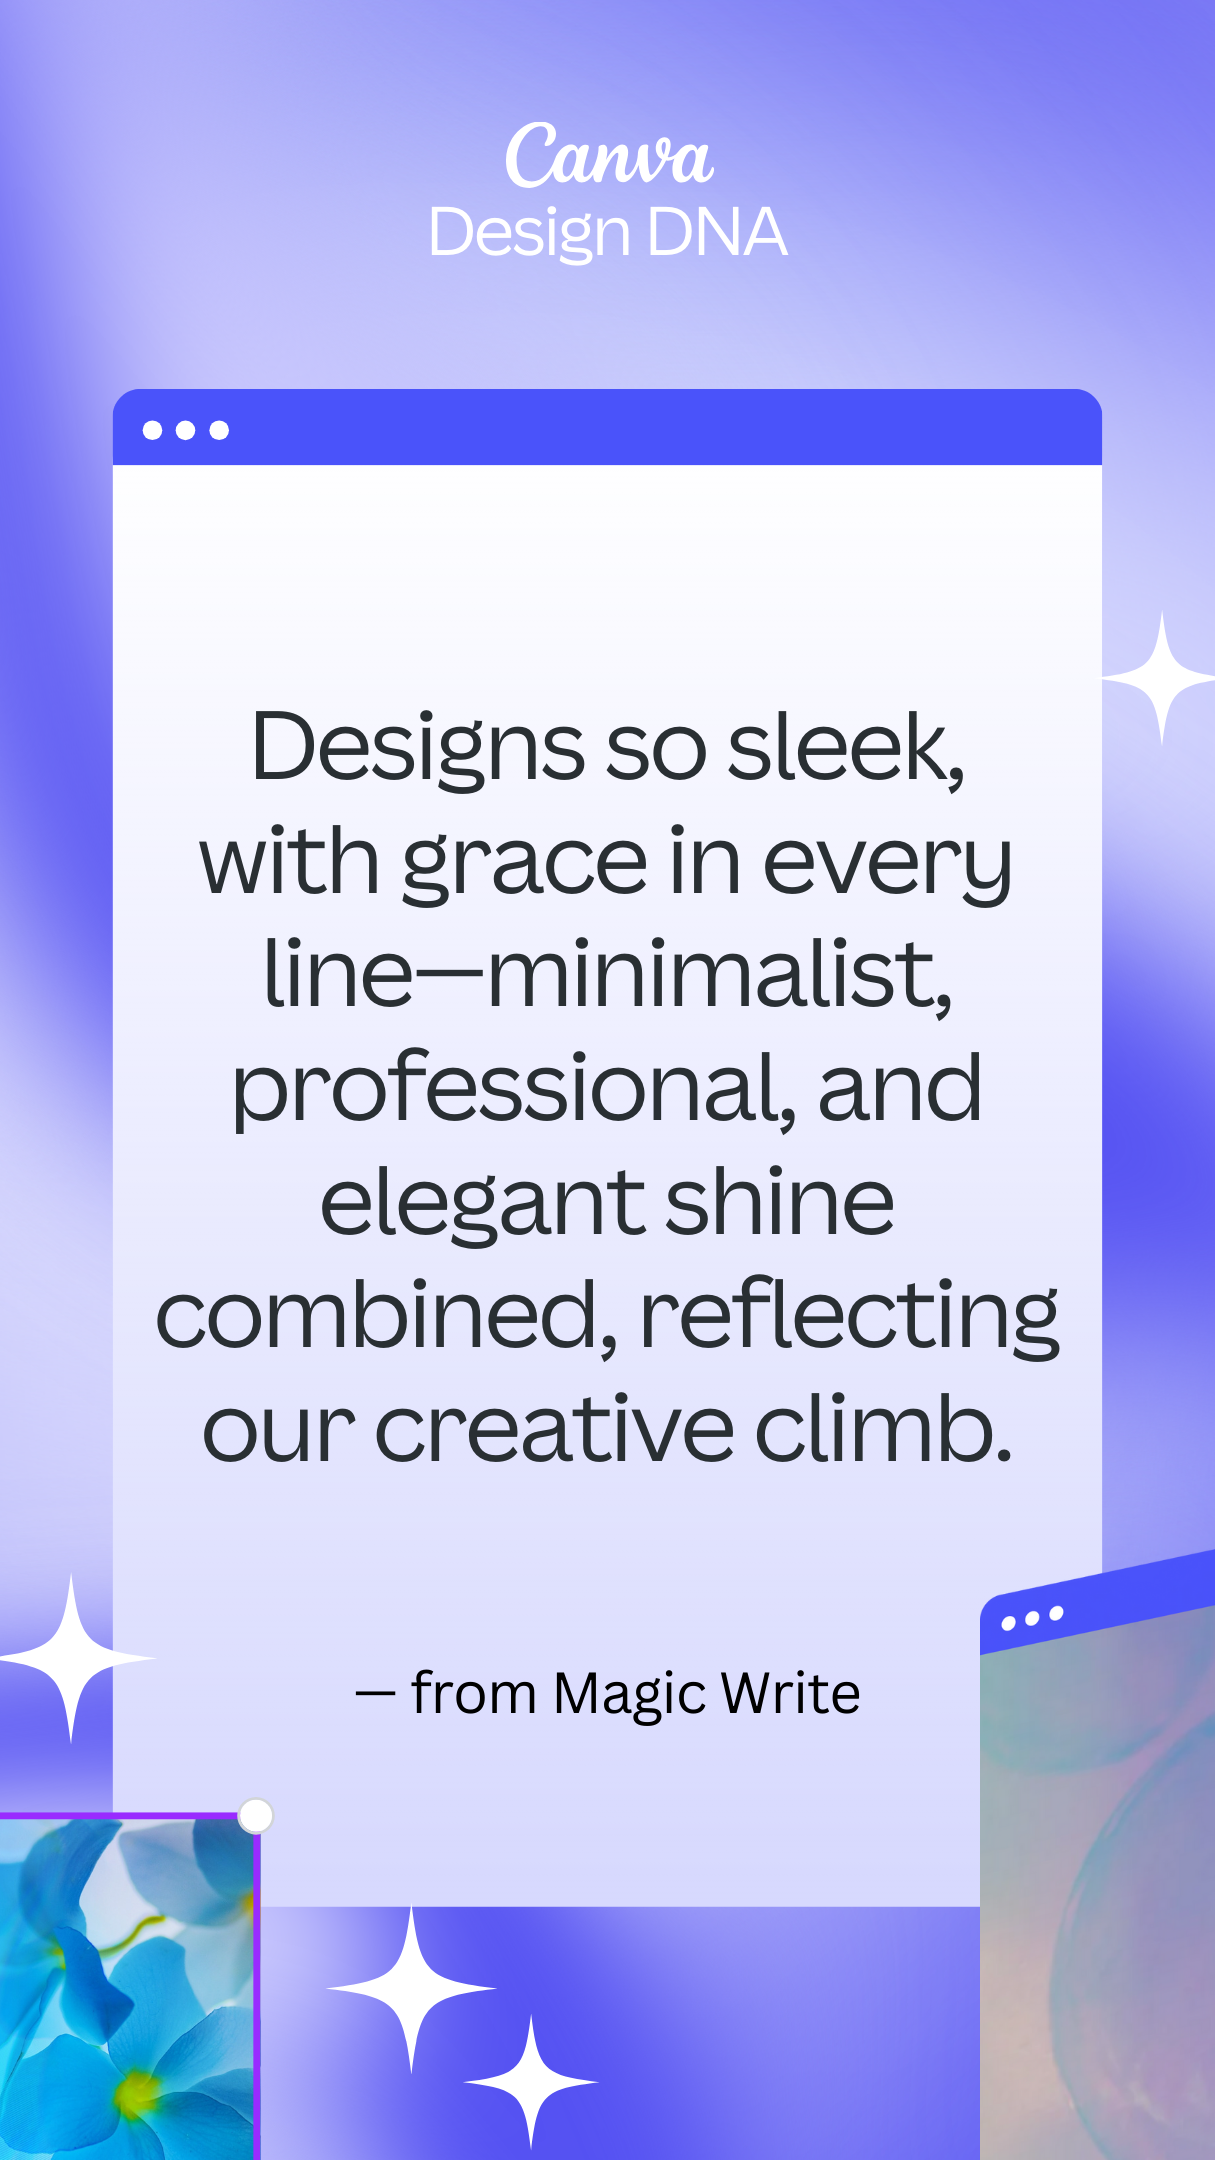 Canva
Design DNA
Designs so sleek,
with grace in every
line—minimalist,
professional, and
elegant shine
combined, reflecting
our creative climb.
— from Magic Write